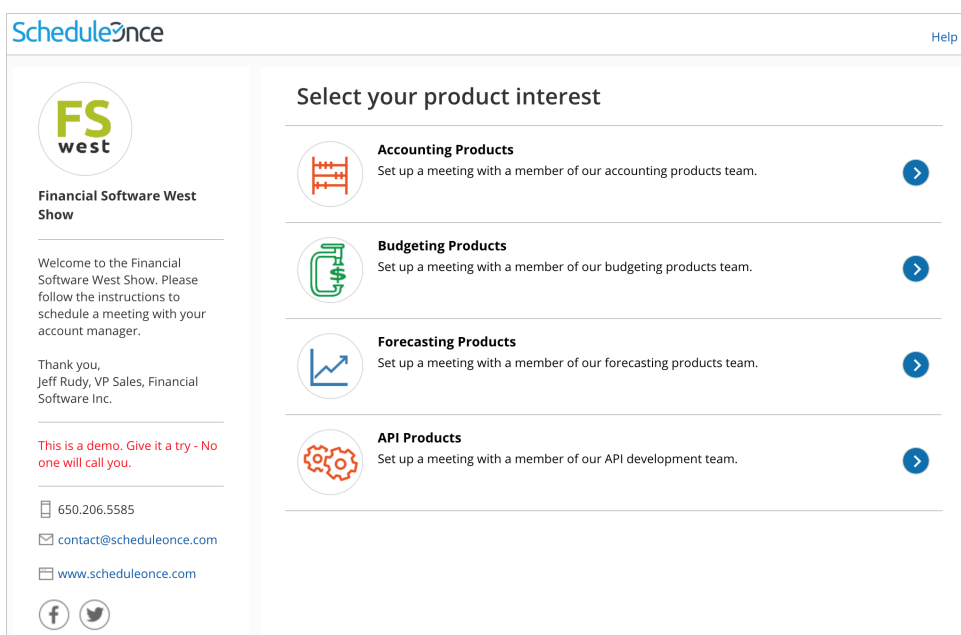 ScheduleOnce
Help
FS
west
Financial Software West
Show
Welcome to the Financial
Software West Show. Please
follow the instructions to
schedule a meeting with your
account manager.
Thank you,
Jeff Rudy, VP Sales, Financial
Software Inc.
This is a demo. Give it a try - No
one will call you.
650.206.5585
contact@scheduleonce.com
www.scheduleonce.com
Select your product interest
Accounting Products
Set up a meeting with a member of our accounting products team.
Budgeting Products
Set up a meeting with a member of our budgeting products team.
Forecasting Products
Set up a meeting with a member of our forecasting products team.
API Products
Set up a meeting with a member of our API development team.